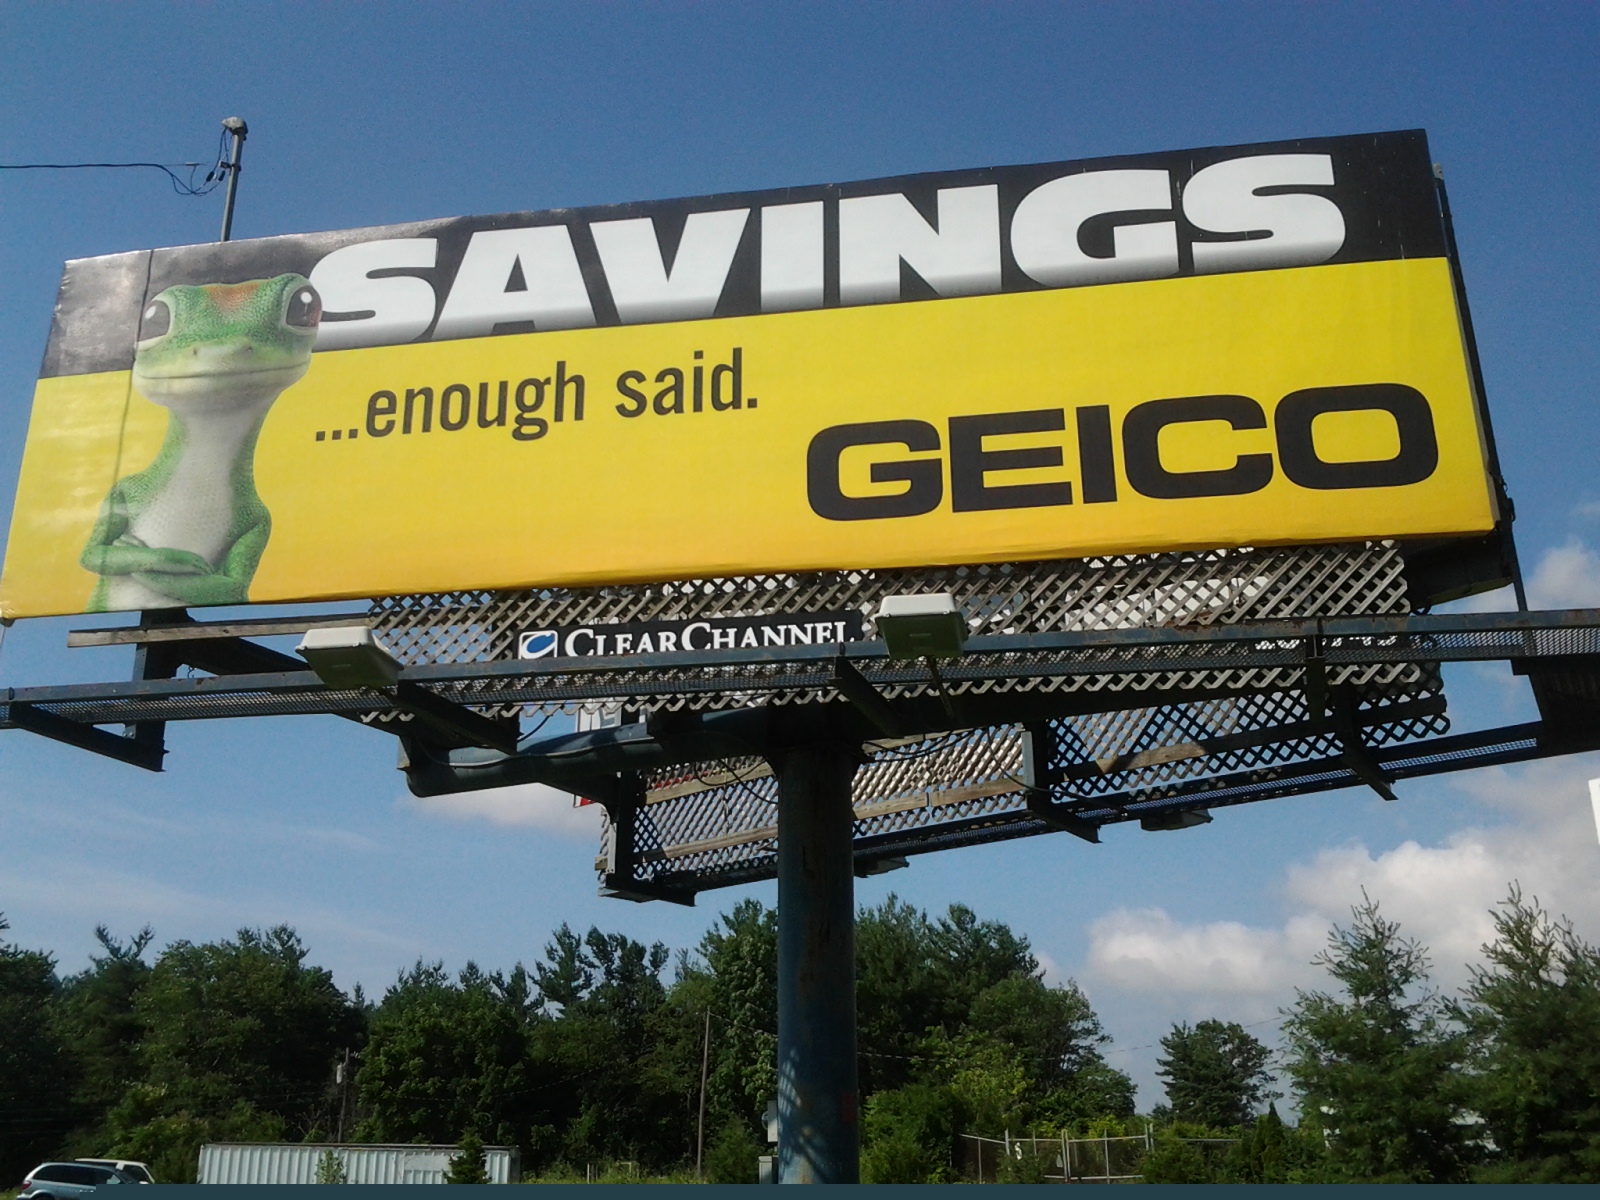 SAVINGS
...enough said.
GEICO
CLEARCHANNEL